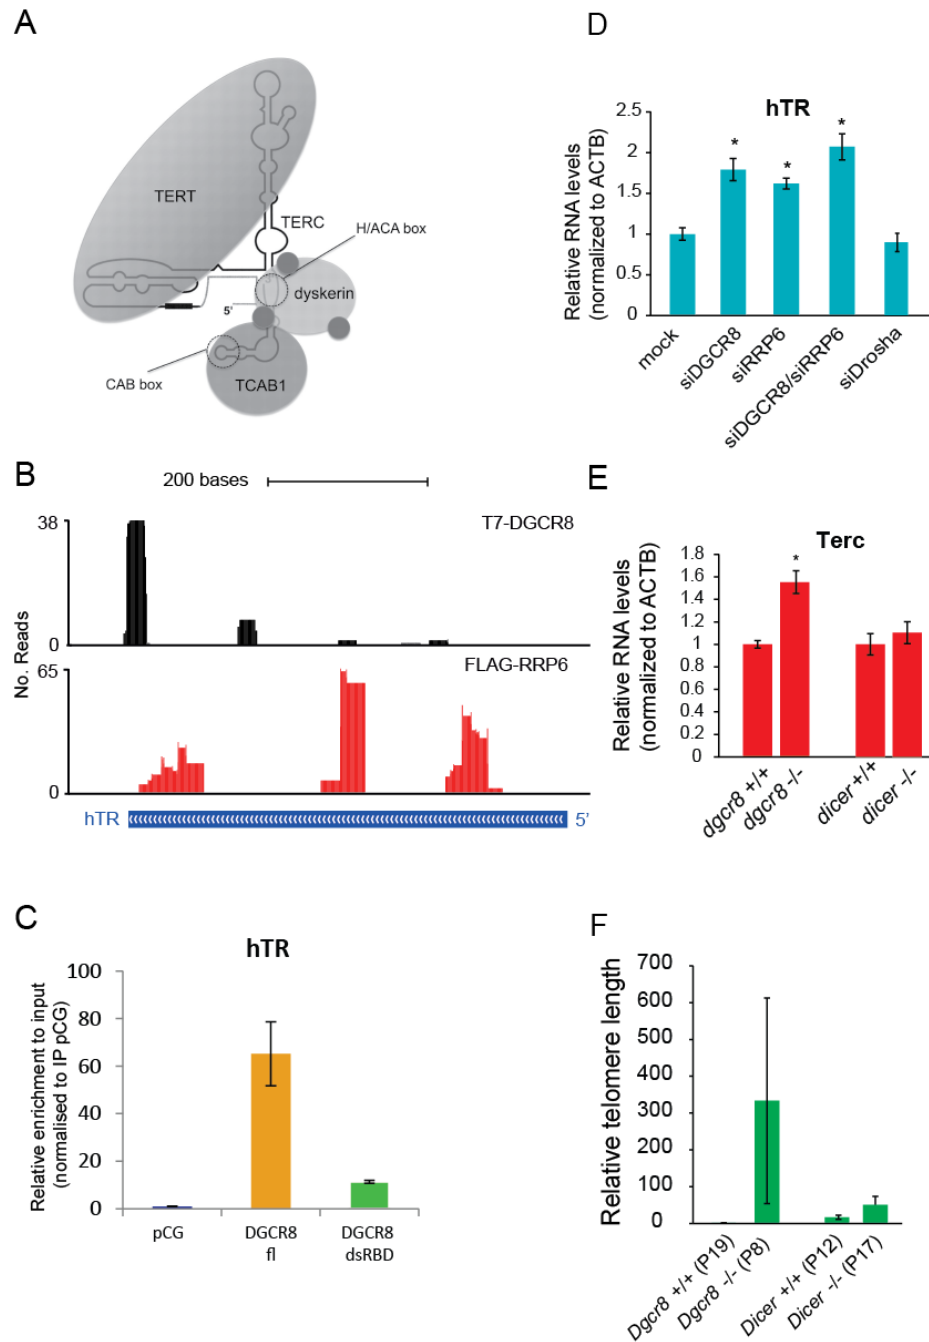 A
TERT
TERC
H/ACA box
dyskerin
5'
CAB box
TCAB1
B
200 bases
38
T7-DGCR8
0
No. Reads
65
FLAG-RRP6
0
hTR
5'
C
hTR
Relative enrichment to input
(normalised to IP pCG)
100
80
60
40
20
0
pCG
DGCR8
fl
DGCR8
dsRBD
D
hTR
Relative RNA levels
(normalized to ACTB)
2.5
2
1.5
1
0.5
0
*
*
*
mock
siDGCR8
siRRP6
siDGCR8/siRRP6
siDrosha
E
Terc
Relative RNA levels
(normalized to ACTB)
1.8
1.6
1.4
1.2
1
0.8
0.6
0.4
0.2
0
*
dgcr8 +/+
dgcr8 -/-
dicer +/+
dicer -/-
F
Relative telomere length
700
600
500
400
300
200
100
0
Dgcr8 +/+ (P19)
Dgcr8 -/- (P8)
Dicer +/+ (P12)
Dicer -/- (P17)